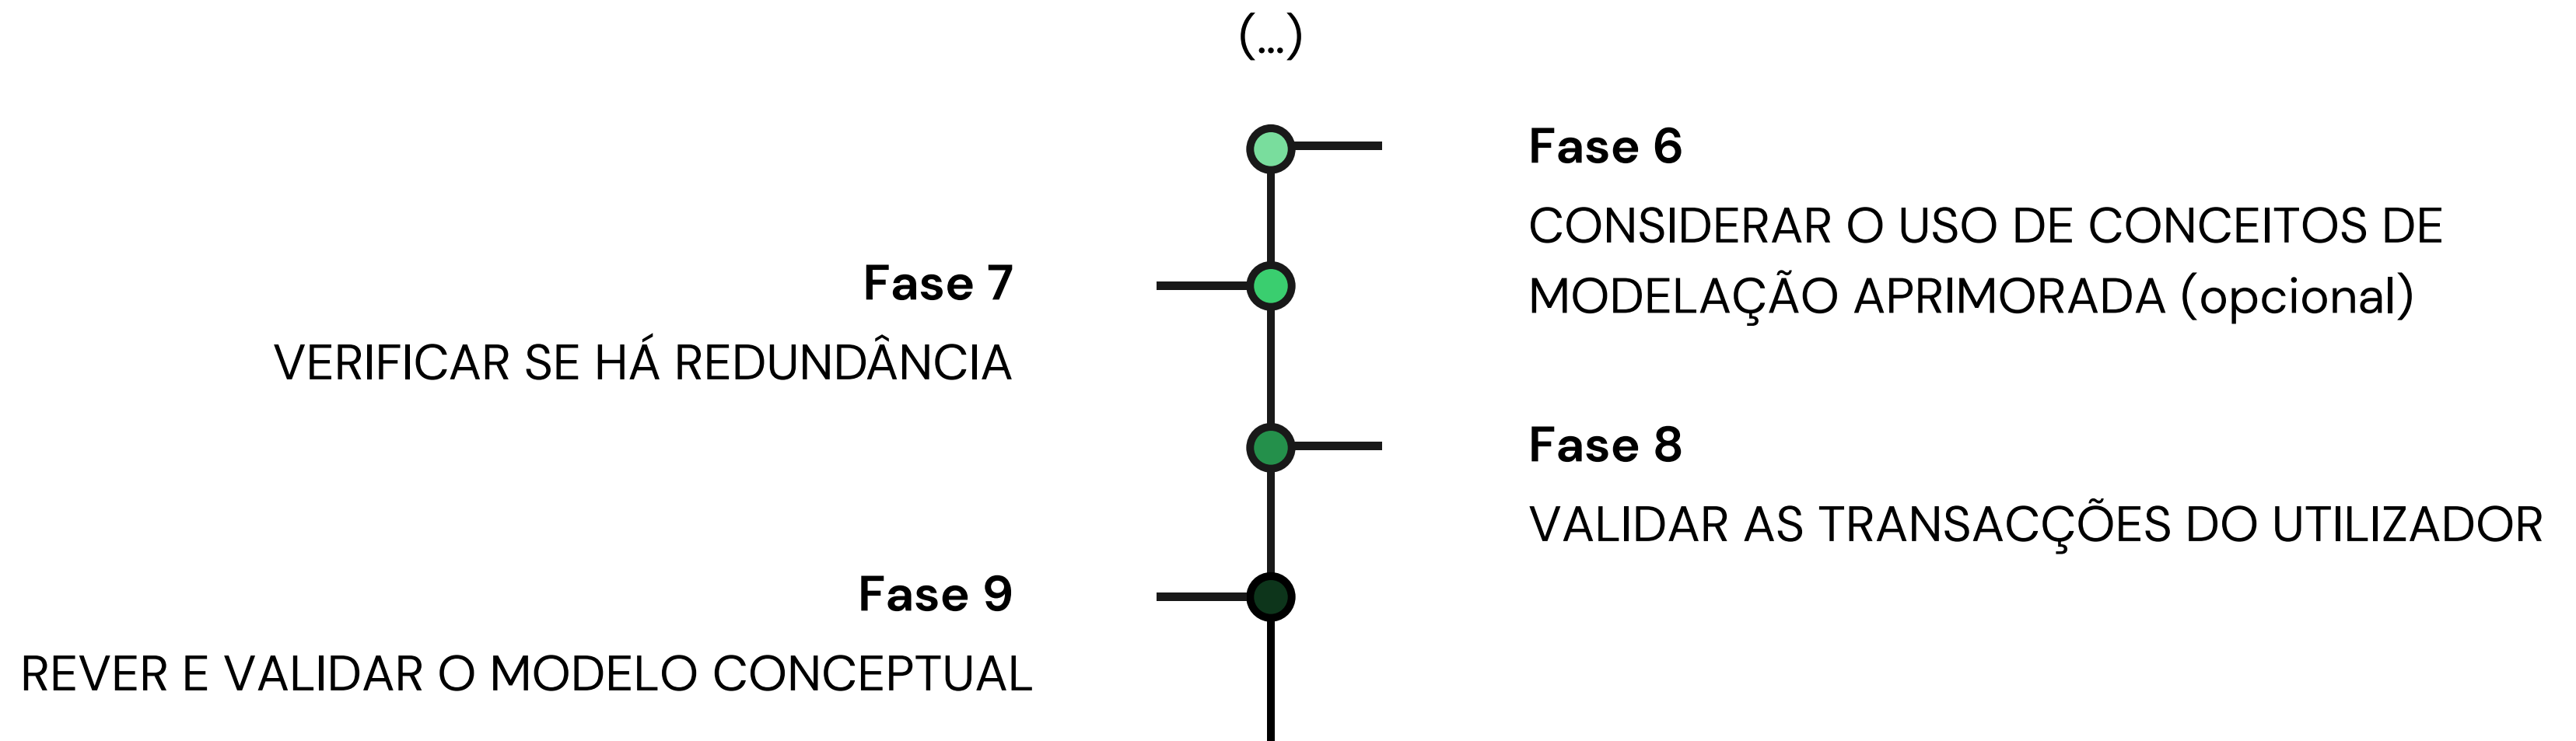 (...)
Fase 6
CONSIDERAR O USO DE CONCEITOS DE
MODELAÇÃO APRIMORADA (opcional)
Fase 7
VERIFICAR SE HÁ REDUNDÂNCIA
Fase 8
VALIDAR AS TRANSACÇÕES DO UTILIZADOR
Fase 9
REVER E VALIDAR O MODELO CONCEPTUAL